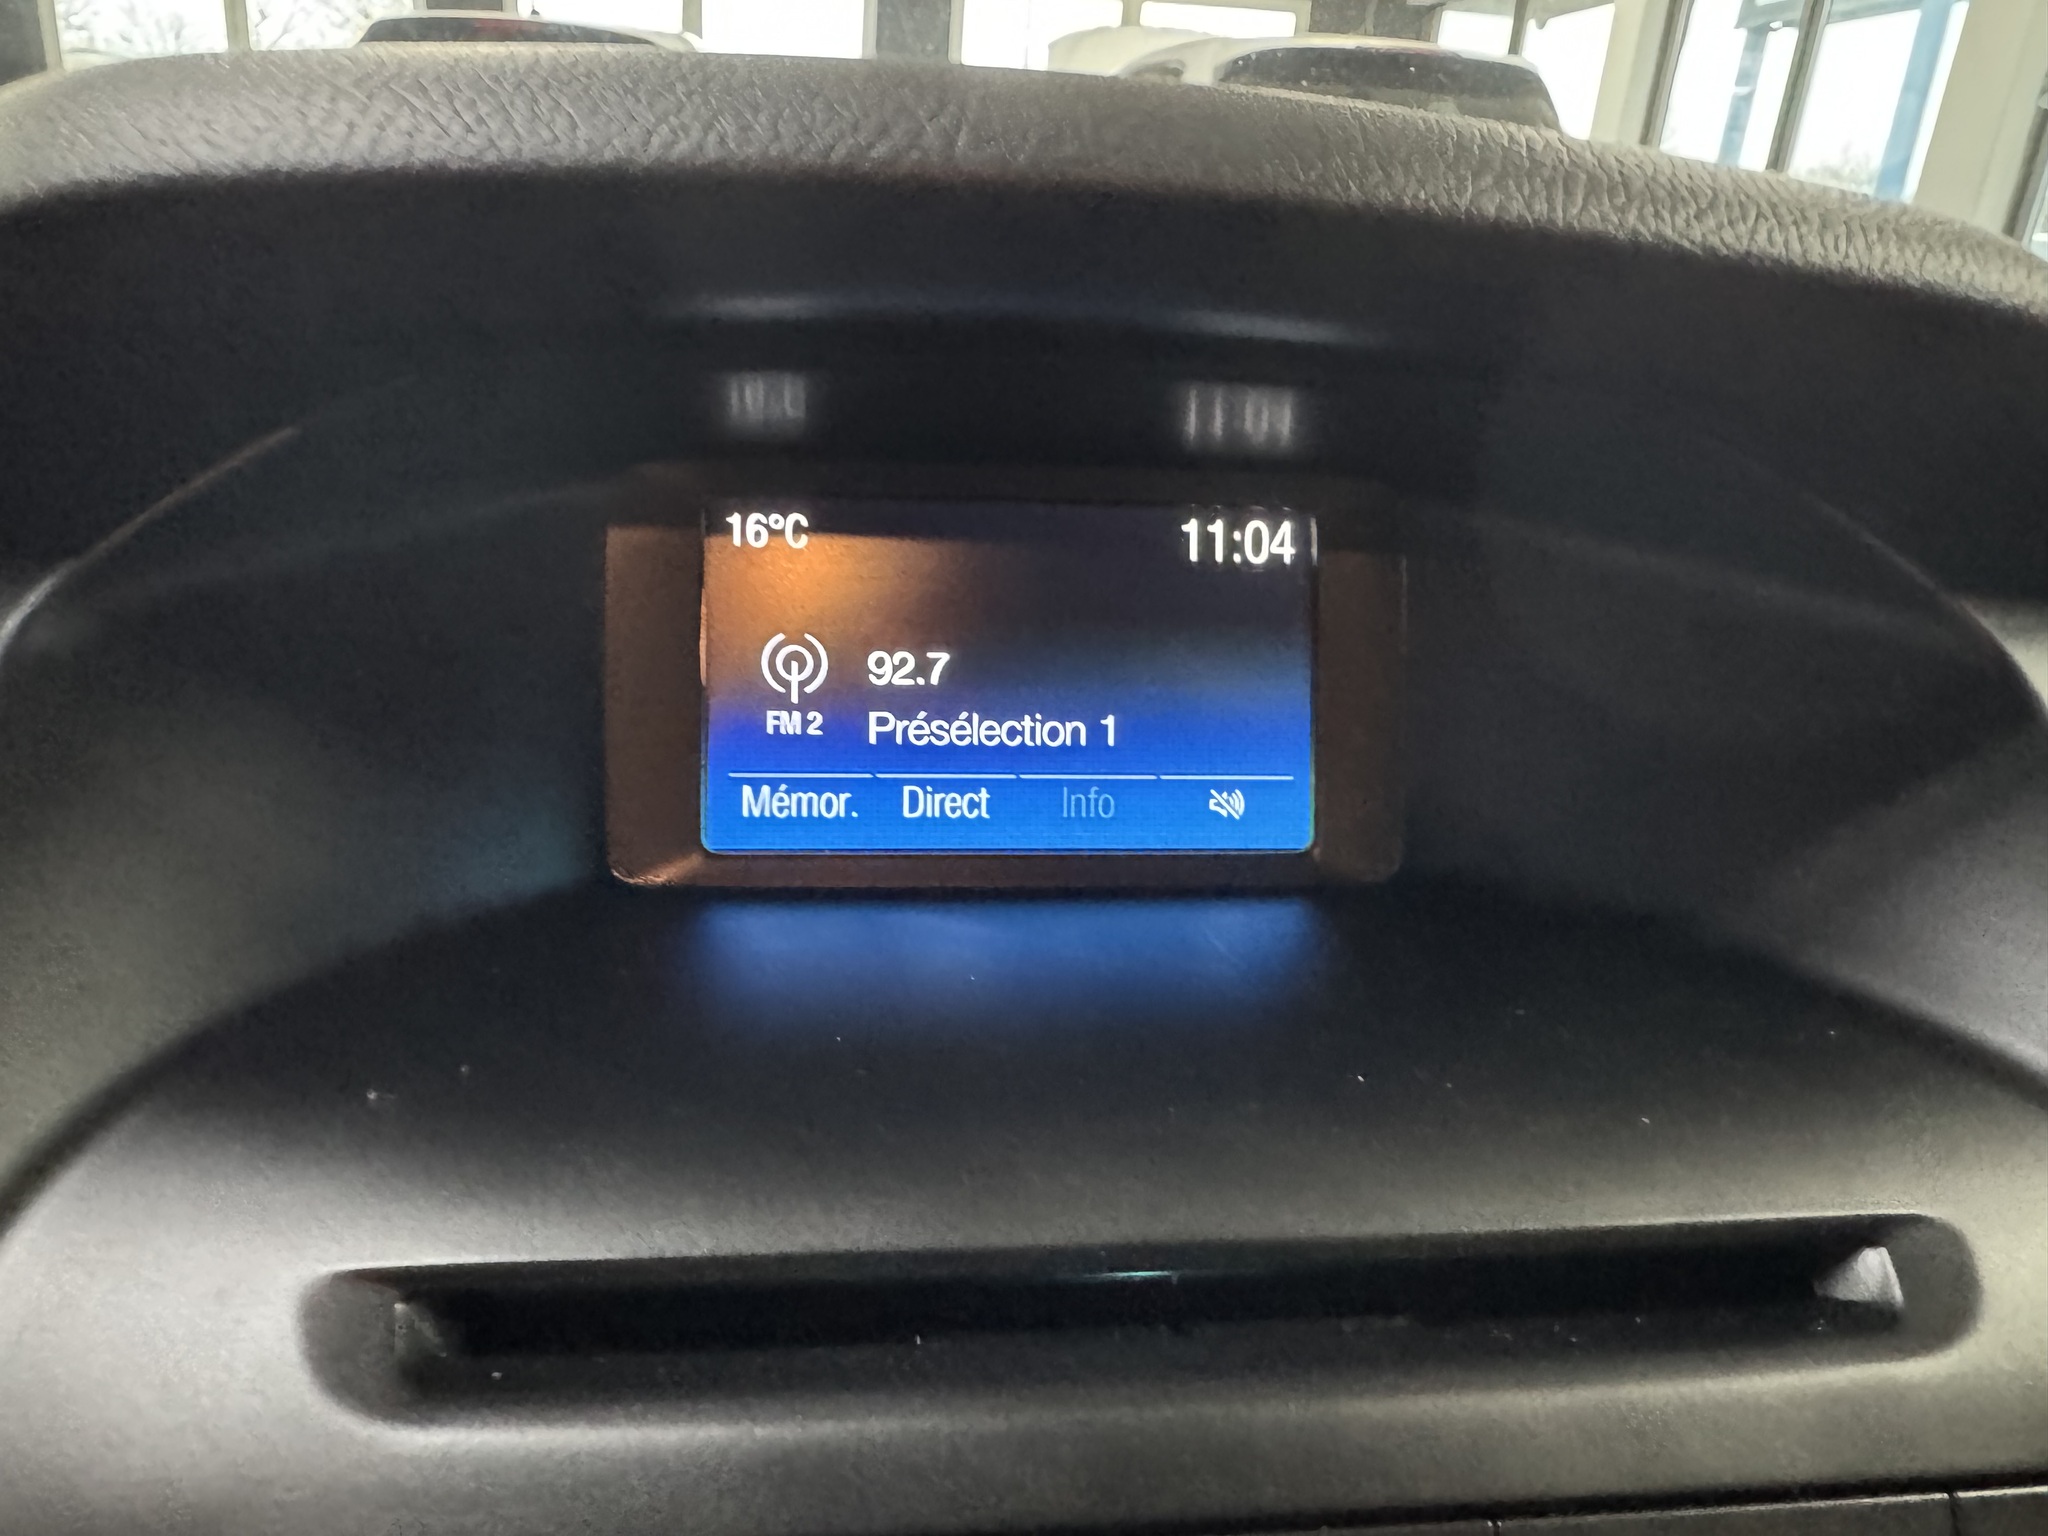 16°C 11:04
92.7
FM 2 Présélection 1
Mémor. Direct Info